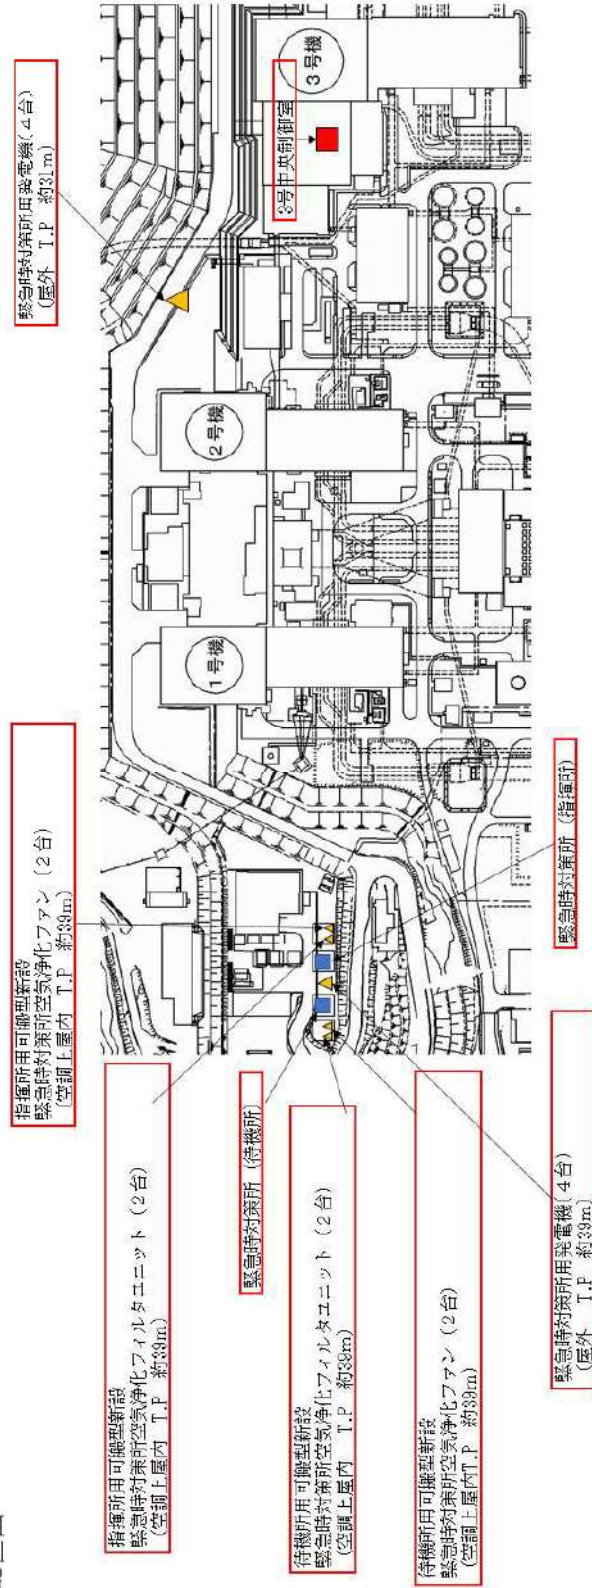 指揮所用可搬型新設
緊急時対策所空気浄化フィルタユニット（２台）
(空調上屋内　T.P　約39m)
指揮所用可搬型新設
緊急時対策所空気浄化ファン（２台）
(空調上屋内　T.P　約39m)
緊急時対策所用発電機(４台)
(屋外　T.P　約31m)
緊急時対策所（待機所）
待機所用可搬型新設
緊急時対策所空気浄化フィルタユニット（２台）
(空調上屋内　T.P　約39m)
待機所用可搬型新設
緊急時対策所空気浄化ファン（２台）
(空調上屋内T.P　約39m)
緊急時対策所用発電機(４台)
(屋外　T.P　約39m)
緊急時対策所（指揮所）
１号機
２号機
３号機
3号中央制御室